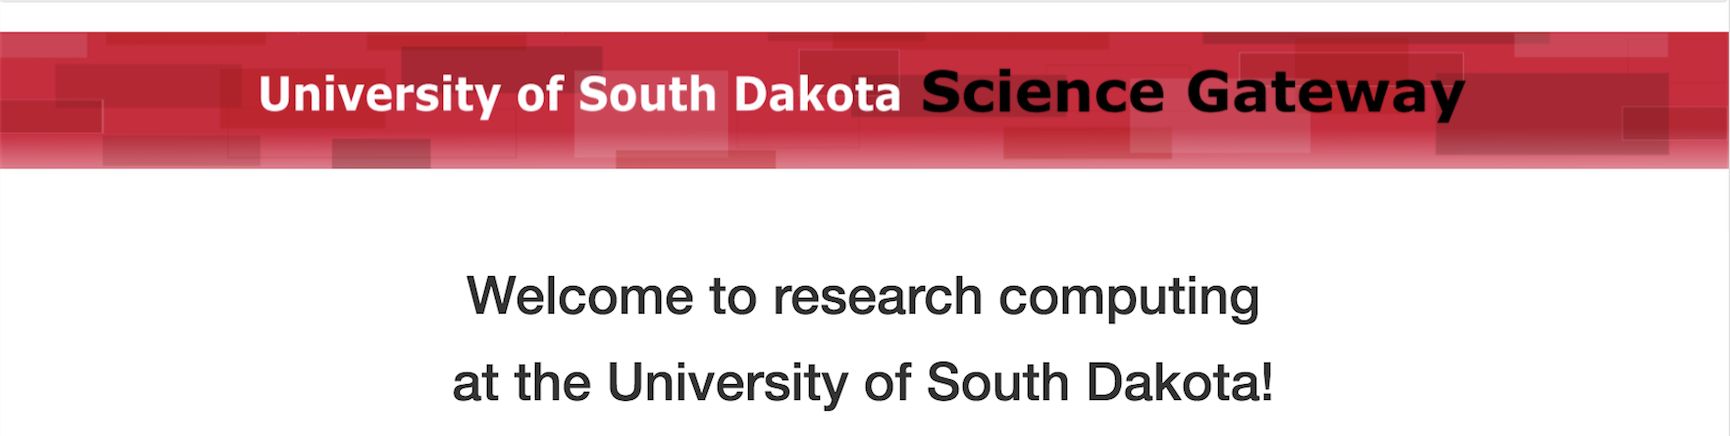 University of South Dakota Science Gateway
Welcome to research computing
at the University of South Dakota!